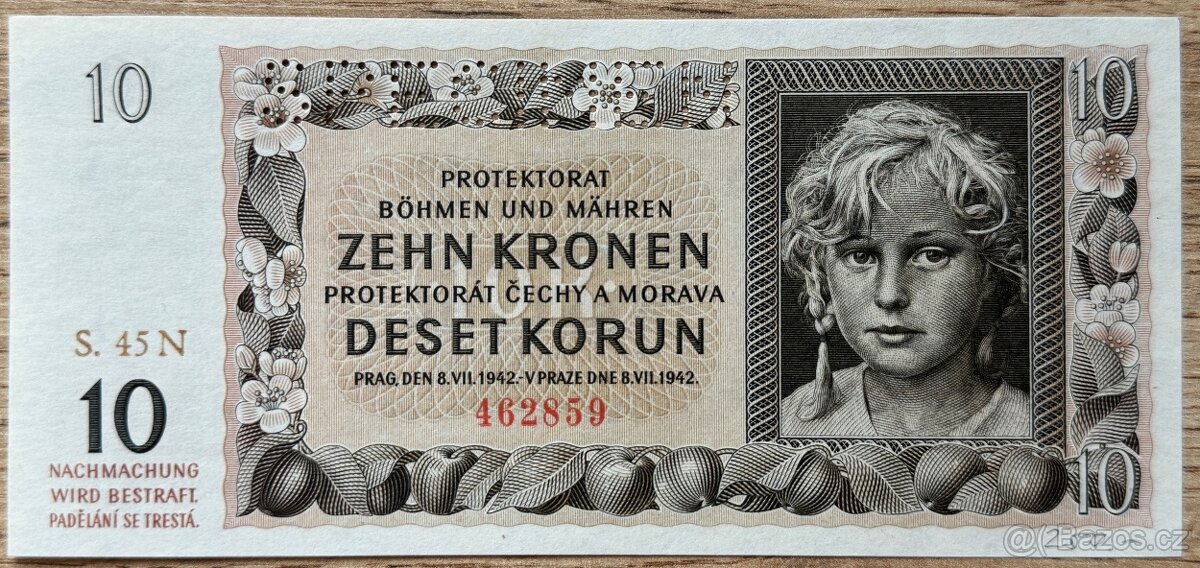 10
10
PROTEKTORAT
BÖHMEN UND MÄHREN
ZEHN KRONEN
PROTEKTORÁT ČECHY A MORAVA
DESET KORUN
PRAG, DEN 8.VII.1942.-V PRAZE DNE 8.VII.1942.
462859
S. 45 N
10
NACHMACHUNG
WIRD BESTRAFT.
PADĚLÁNÍ SE TRESTÁ.
10
Bazos.cz